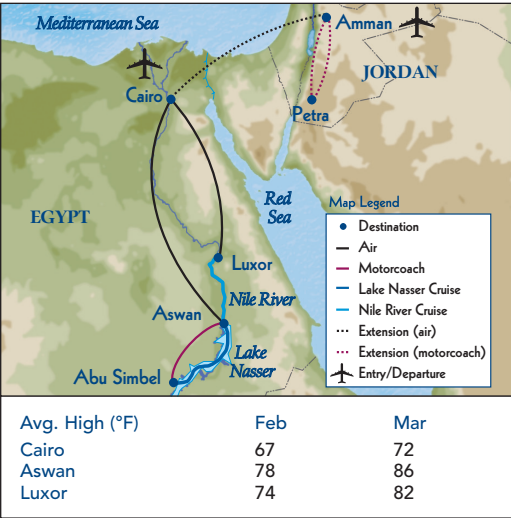 Mediterranean Sea
Amman
JORDAN
Cairo
Petra
Red
Sea
EGYPT
Map Legend
Destination
Air
Motorcoach
Lake Nasser Cruise
Nile River Cruise
Extension (air)
Extension (motorcoach)
Entry/Departure
Luxor
Nile River
Aswan
Lake
Nasser
Abu Simbel
Avg. High (°F) Feb Mar
Cairo 67 72
Aswan 78 86
Luxor 74 82